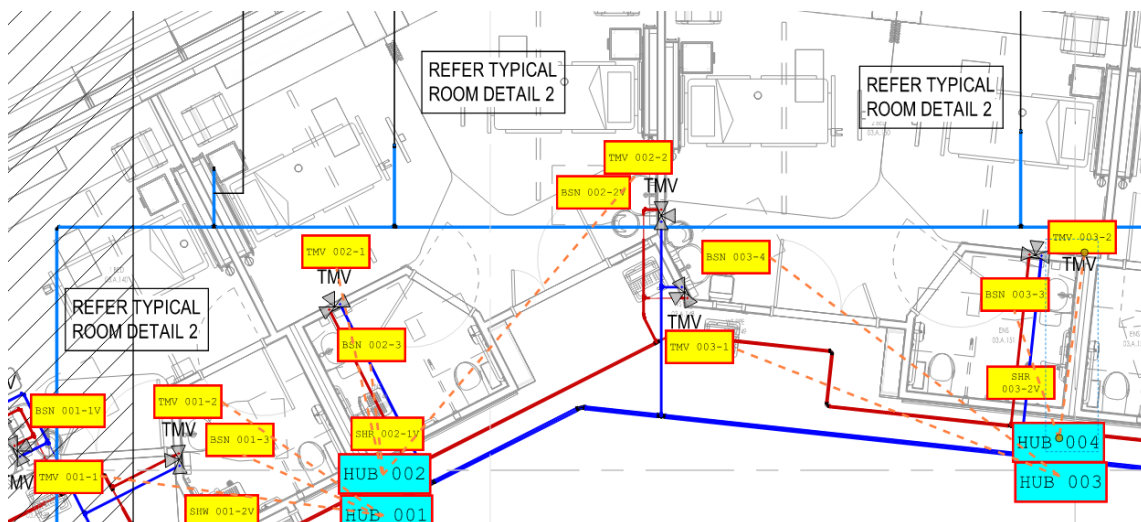 REFER TYPICAL
ROOM DETAIL 2
REFER TYPICAL
ROOM DETAIL 2
TMV 002-2
BSN 002-2V
TMV
TMV 002-1
TMV
TMV 003-2
TMV
BSN 003-4
BSN 003-3
REFER TYPICAL
ROOM DETAIL 2
TMV
BSN 002-3
TMV 003-1
SHR
003-2V
TMV 001-2
BSN 001-1V
BSN 001-3
TMV
SHR 002-1V
HUB 004
TMV 001-1
HUB 002
HUB 003
SHW 001-2V
HUB 001